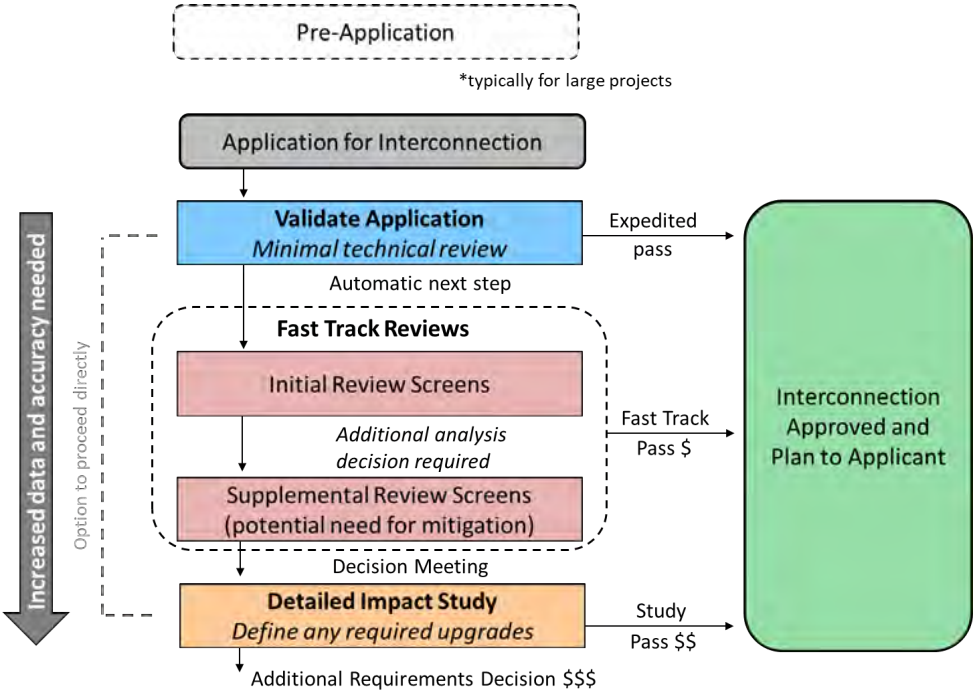 Pre-Application
*typically for large projects
Application for Interconnection
Validate Application
Minimal technical review
Expedited
pass
Automatic next step
Fast Track Reviews
Initial Review Screens
Additional analysis
decision required
Fast Track
Pass $
Supplemental Review Screens
(potential need for mitigation)
Decision Meeting
Detailed Impact Study
Define any required upgrades
Study
Pass $$
Additional Requirements Decision $$$
Interconnection
Approved and
Plan to Applicant
Increased data and accuracy needed
Option to proceed directly